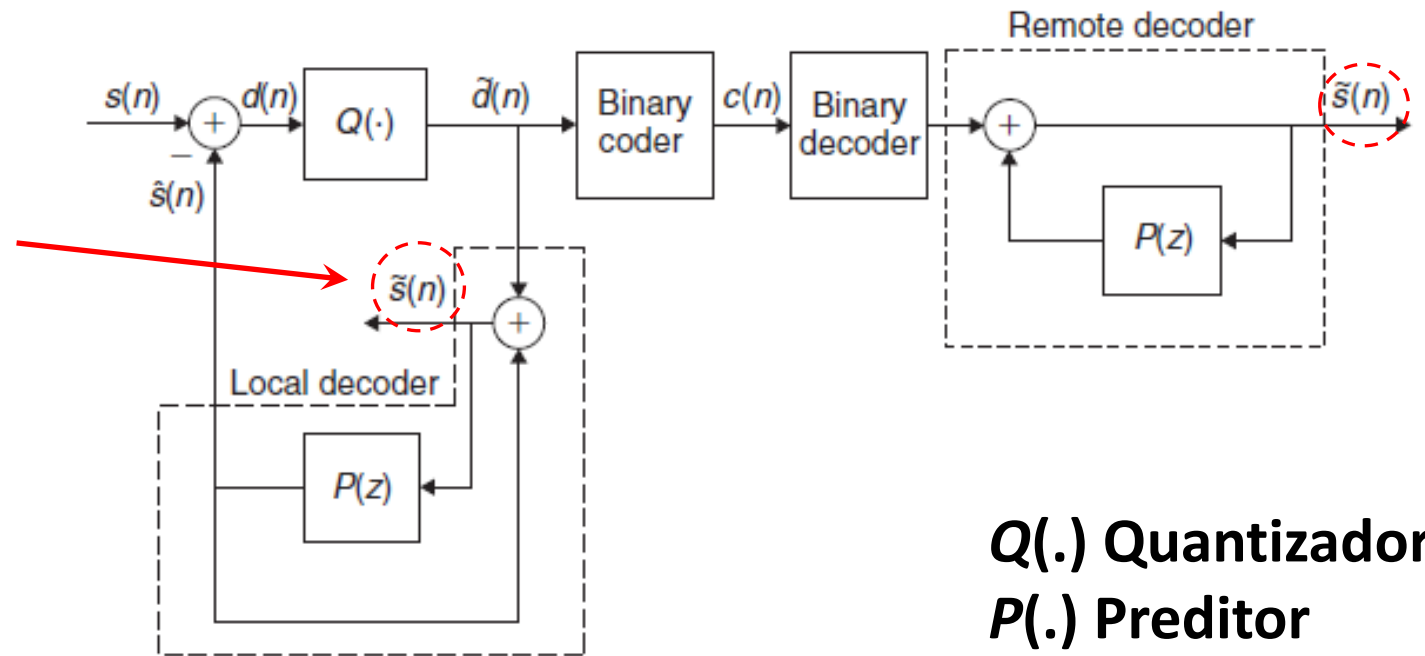 Remote decoder
s(n)
+
d(n)
Q(·)
d̃(n)
Binary
coder
c(n)
Binary
decoder
+
s̃(n)
−
ŝ(n)
P(z)
s̃(n)
+
Local decoder
P(z)
Q(.) Quantizador
P(.) Preditor